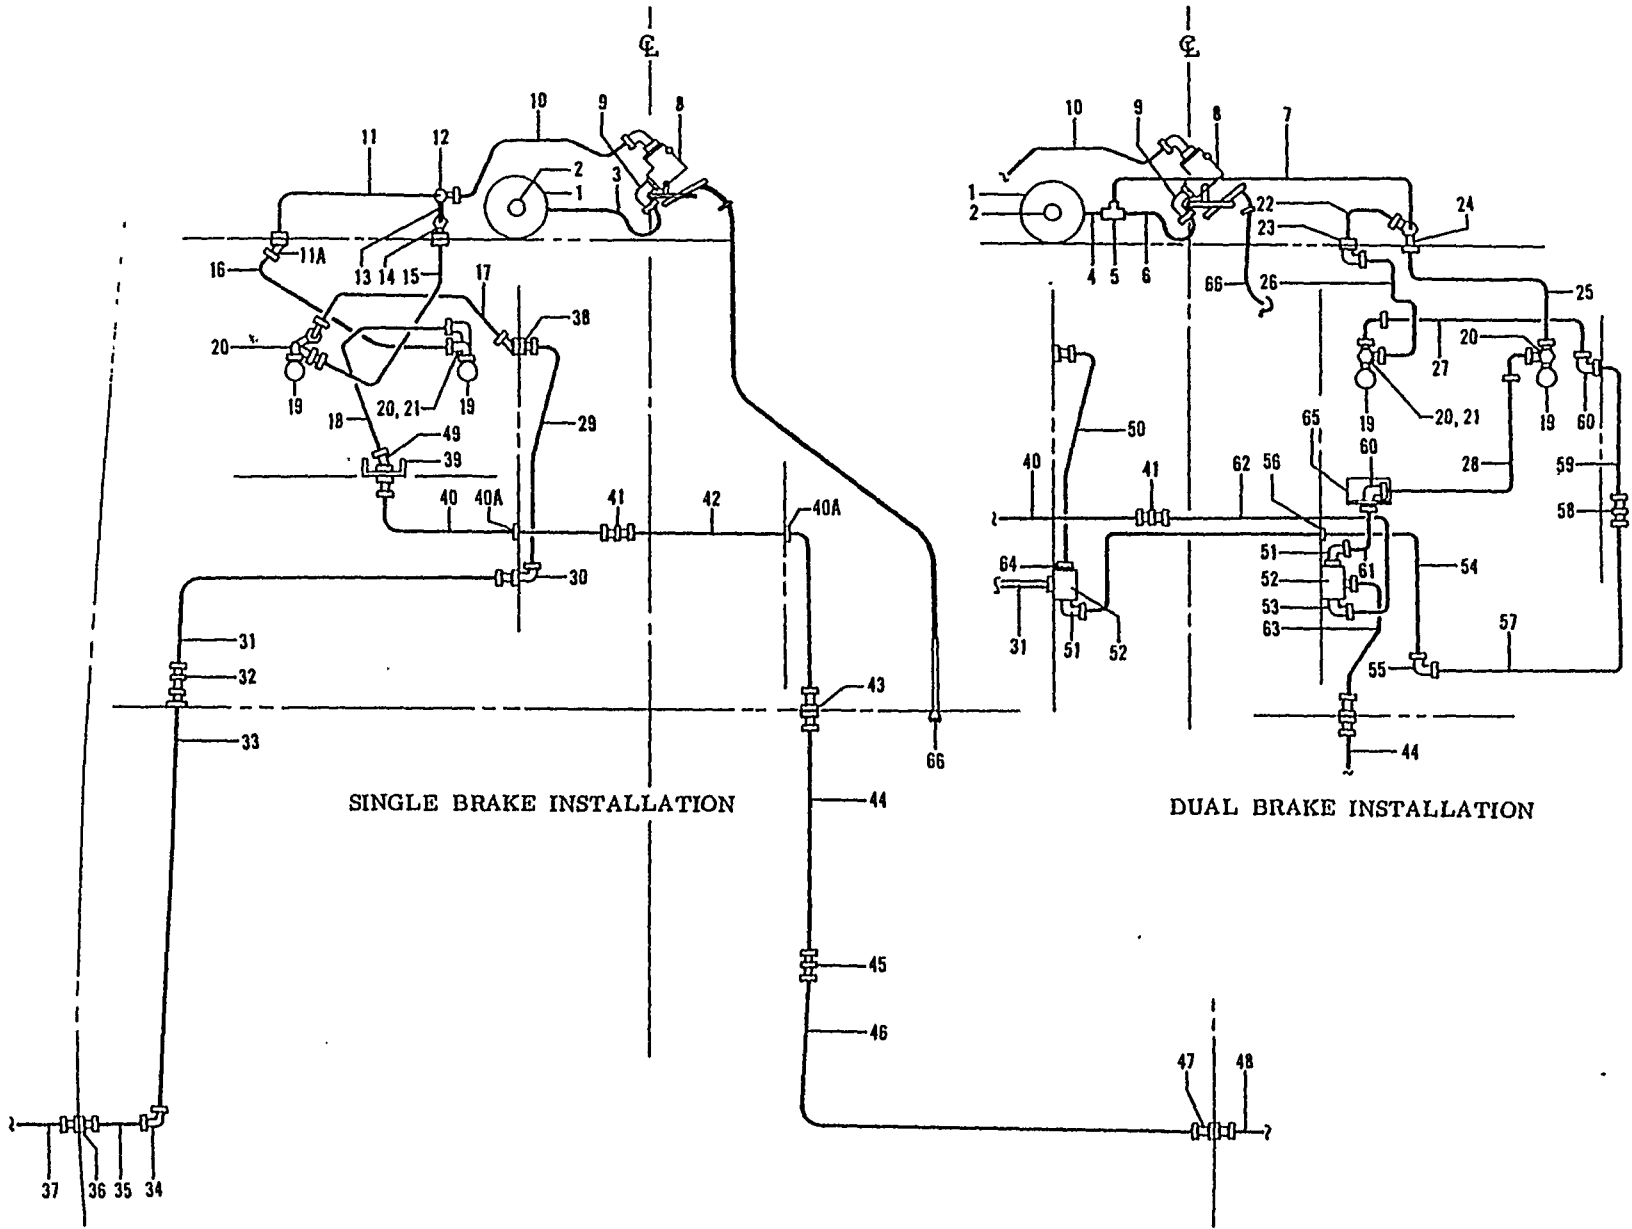 ℄ ℄
10 9 8 10 9 8 7
11 12
2 1 3 1 2 22 23 24
11A 13 14 15 16 17
4 5 6 66 26 25
20 38 20 27
19 18 20, 21 19 29 19 20, 21 19 60
49 39 50 65 60 28 59
40 40A 41 42 40A 40 41 62 56 58
30 64 51 52 53 61 54
31 31 51 52 63 57
32 55
43
33 66 44
SINGLE BRAKE INSTALLATION DUAL BRAKE INSTALLATION
44
45
46
47 48
37 36 35 34